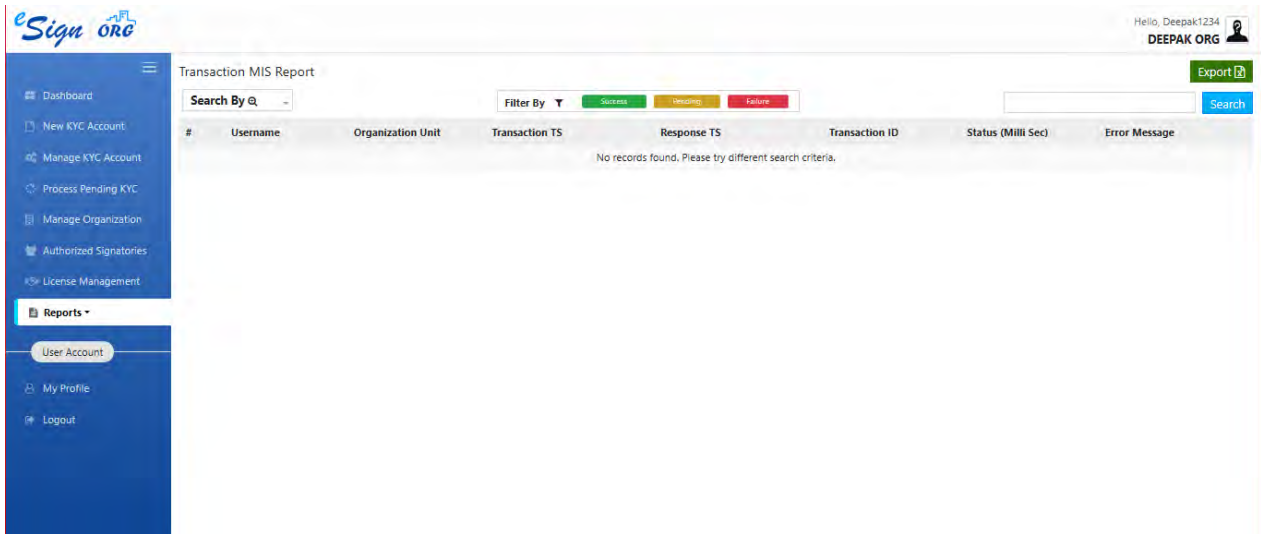 eSign ORG
Hello, Deepak1234
DEEPAK ORG
Transaction MIS Report
Export
Dashboard
New KYC Account
Manage KYC Account
Process Pending KYC
Manage Organization
Authorized Signatories
License Management
Reports
User Account
My Profile
Logout
Search By
Filter By
Success
Pending
Failure
Search
# Username Organization Unit Transaction TS Response TS Transaction ID Status (Milli Sec) Error Message
No records found. Please try different search criteria.